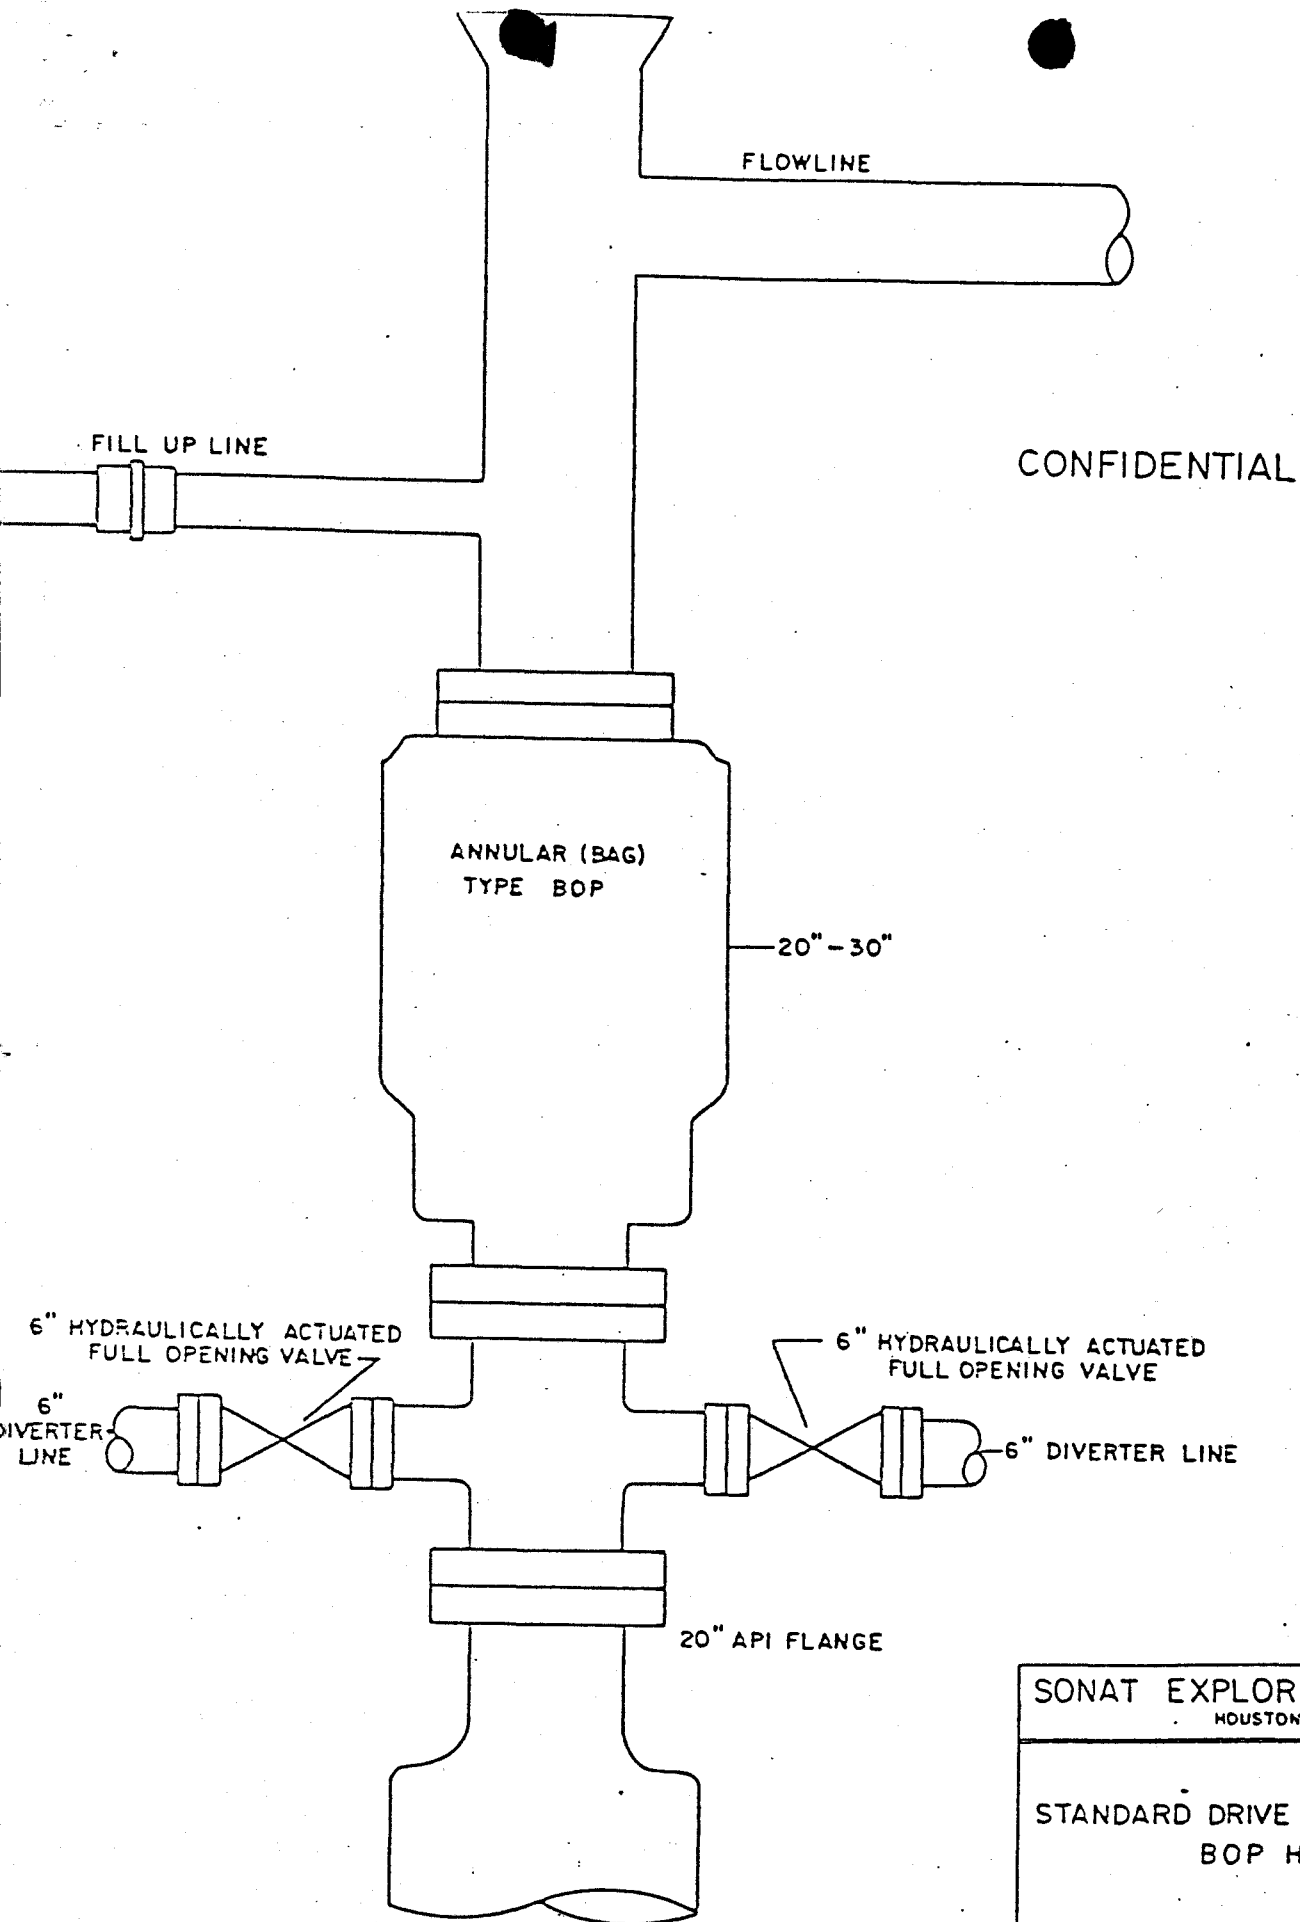 FLOWLINE
FILL UP LINE
CONFIDENTIAL
ANNULAR (BAG)
TYPE BOP
20"-30"
6" HYDRAULICALLY ACTUATED
FULL OPENING VALVE
6" HYDRAULICALLY ACTUATED
FULL OPENING VALVE
6"
DIVERTER
LINE
6" DIVERTER LINE
20" API FLANGE
SONAT EXPLOR
HOUSTON
STANDARD DRIVE
BOP H